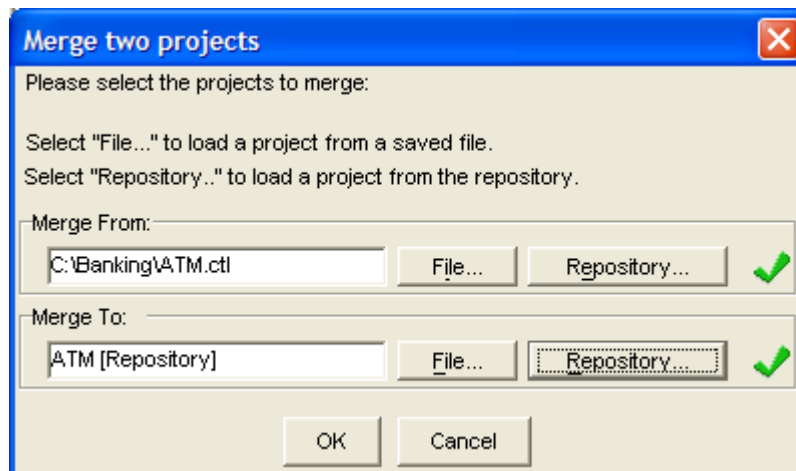 Merge two projects
Please select the projects to merge:
Select "File..." to load a project from a saved file.
Select "Repository.." to load a project from the repository.
Merge From:
C:\Banking\ATM.ctl File... Repository...
Merge To:
ATM [Repository] File... Repository...
OK Cancel